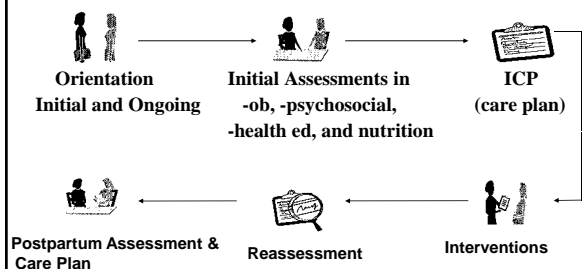 Orientation
Initial and Ongoing
Initial Assessments in
-ob, -psychosocial,
-health ed, and nutrition
ICP
(care plan)
Interventions
Reassessment
Postpartum Assessment &
Care Plan